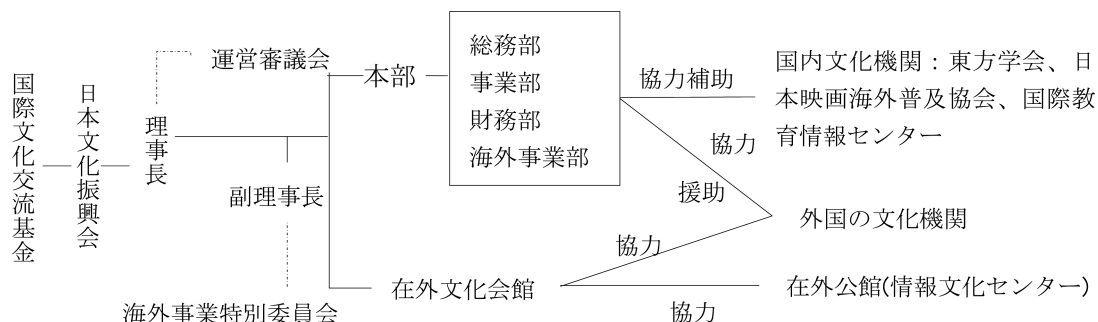 国際文化交流基金
日本文化振興会
理事長
運営審議会
副理事長
海外事業特別委員会
本部
総務部
事業部
財務部
海外事業部
在外文化会館
協力補助
協力
援助
協力
協力
国内文化機関：東方学会、日
本映画海外普及協会、国際教
育情報センター
外国の文化機関
在外公館(情報文化センター)